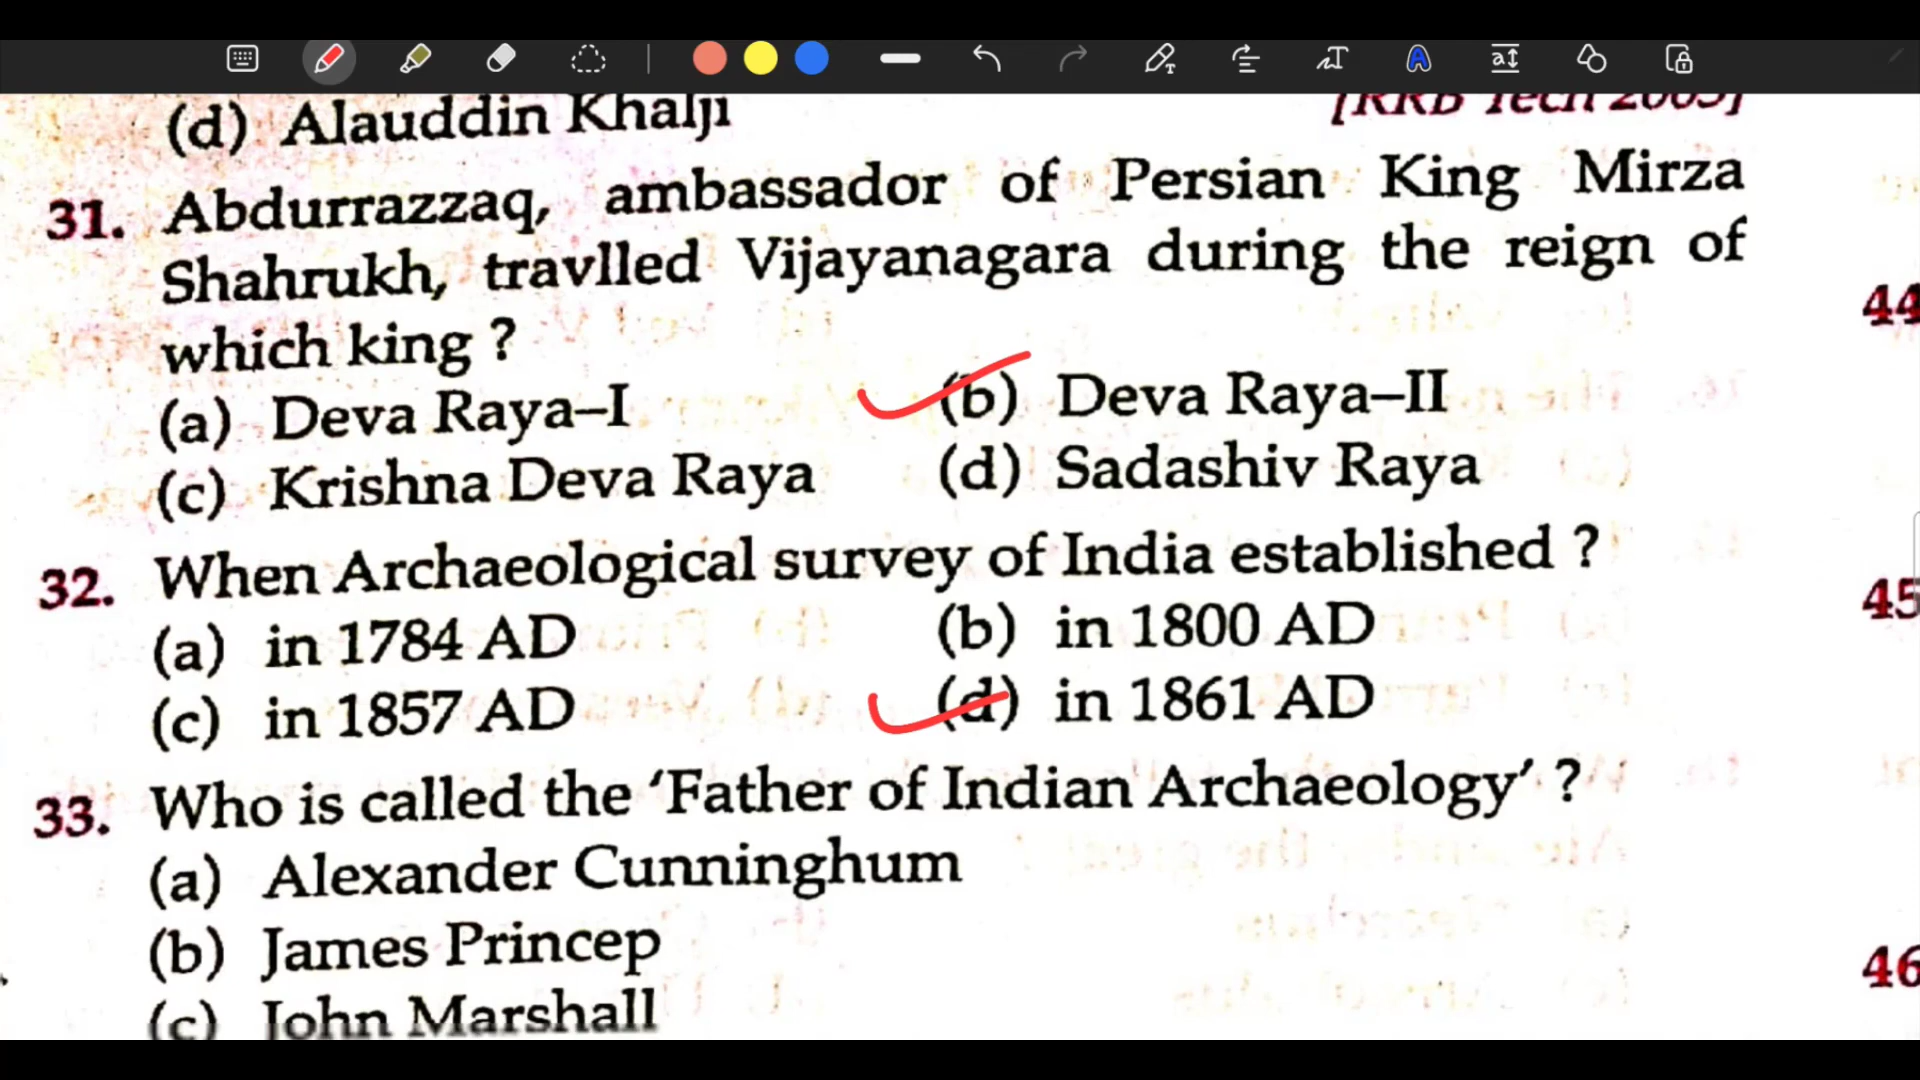 (d) Alauddin Khalji
[RRB Tech 2005]
31. Abdurrazzaq, ambassador of Persian King Mirza
Shahrukh, travlled Vijayanagara during the reign of
which king ?
(a) Deva Raya–I (b) Deva Raya–II
(c) Krishna Deva Raya (d) Sadashiv Raya
32. When Archaeological survey of India established ?
(a) in 1784 AD (b) in 1800 AD
(c) in 1857 AD (d) in 1861 AD
33. Who is called the ‘Father of Indian Archaeology’ ?
(a) Alexander Cunninghum
(b) James Princep
(c) John Marshall
44
45
46